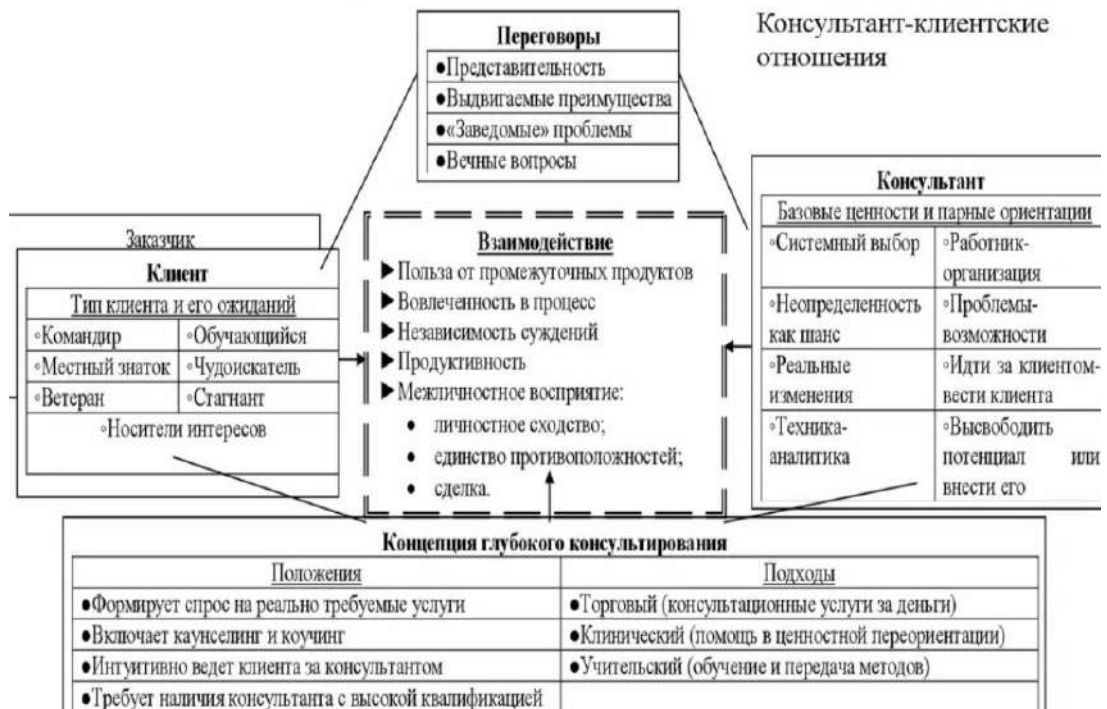 Консультант-клиентские
отношения
Переговоры
●Представительность
●Выдвигаемые преимущества
●«Заведомые» проблемы
●Вечные вопросы
Заказчик
Клиент
Тип клиента и его ожиданий
◦Командир
◦Обучающийся
◦Местный знаток
◦Чудоискатель
◦Ветеран
◦Стагнант
◦Носители интересов
Взаимодействие
▶Польза от промежуточных продуктов
▶Вовлеченность в процесс
▶Независимость суждений
▶Продуктивность
▶Межличностное восприятие:
• личностное сходство;
• единство противоположностей;
• сделка.
Консультант
Базовые ценности и парные ориентации
◦Системный выбор
◦Работник-
организация
◦Неопределенность
как шанс
◦Проблемы-
возможности
◦Реальные
изменения
◦Идти за клиентом-
вести клиента
◦Техника-
аналитика
◦Высвободить
потенциал или
внести его
Концепция глубокого консультирования
Положения
●Формирует спрос на реально требуемые услуги
●Включает каунселинг и коучинг
●Интуитивно ведет клиента за консультантом
●Требует наличия консультанта с высокой квалификацией
Подходы
●Торговый (консультационные услуги за деньги)
●Клинический (помощь в ценностной переориентации)
●Учительский (обучение и передача методов)